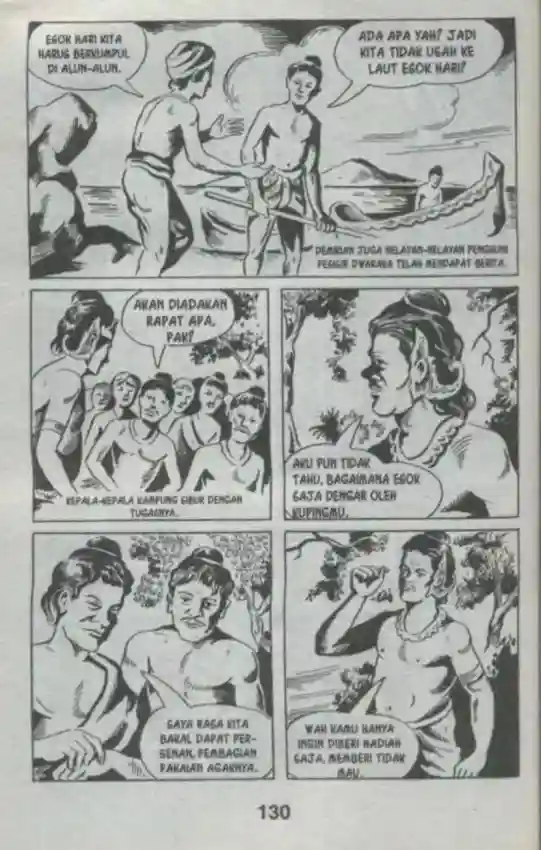 ESOK HARI KITA
HARUS BERKUMPUL
DI ALUN-ALUN.
ADA APA YAH? JADI
KITA TIDAK USAH KE
LAUT ESOK HARI?
DEMIKIAN JUGA NELAYAN-NELAYAN PENGHUNI
PESISIR DWARAKA TELAH MENDAPAT BERITA.
AKAN DIADAKAN
RAPAT APA,
PAK?
KEPALA-KEPALA KAMPUNG SIBUK DENGAN
TUGASNYA.
AKU PUN TIDAK
TAHU, BAGAIMANA ESOK
SAJA DENGAR OLEH
KUPINGMU.
SAYA RASA KITA
BAKAL DAPAT PER-
SENAN, PEMBAGIAN
PAKAIAN AGAKNYA.
WAH KAMU HANYA
INGIN DIBERI HADIAH
SAJA, MEMBERI TIDAK
MAU.
130